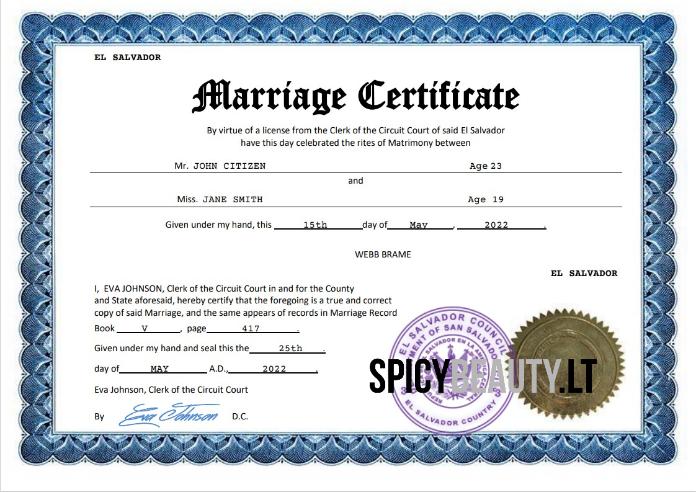 EL SALVADOR
Marriage Certificate
By virtue of a license from the Clerk of the Circuit Court of said El Salvador
have this day celebrated the rites of Matrimony between
Mr. JOHN CITIZEN Age 23
and
Miss. JANE SMITH Age 19
Given under my hand, this 15th day of May, 2022.
WEBB BRAME
EL SALVADOR
I, EVA JOHNSON, Clerk of the Circuit Court in and for the County
and State aforesaid, hereby certify that the foregoing is a true and correct
copy of said Marriage, and the same appears of records in Marriage Record
Book V, page 417.
Given under my hand and seal this the 25th
day of MAY A.D., 2022.
Eva Johnson, Clerk of the Circuit Court
By Eva Johnson D.C.
EL SALVADOR COUNCIL
EL SALVADOR COUNTRY
SPICYBEAUTY.LT